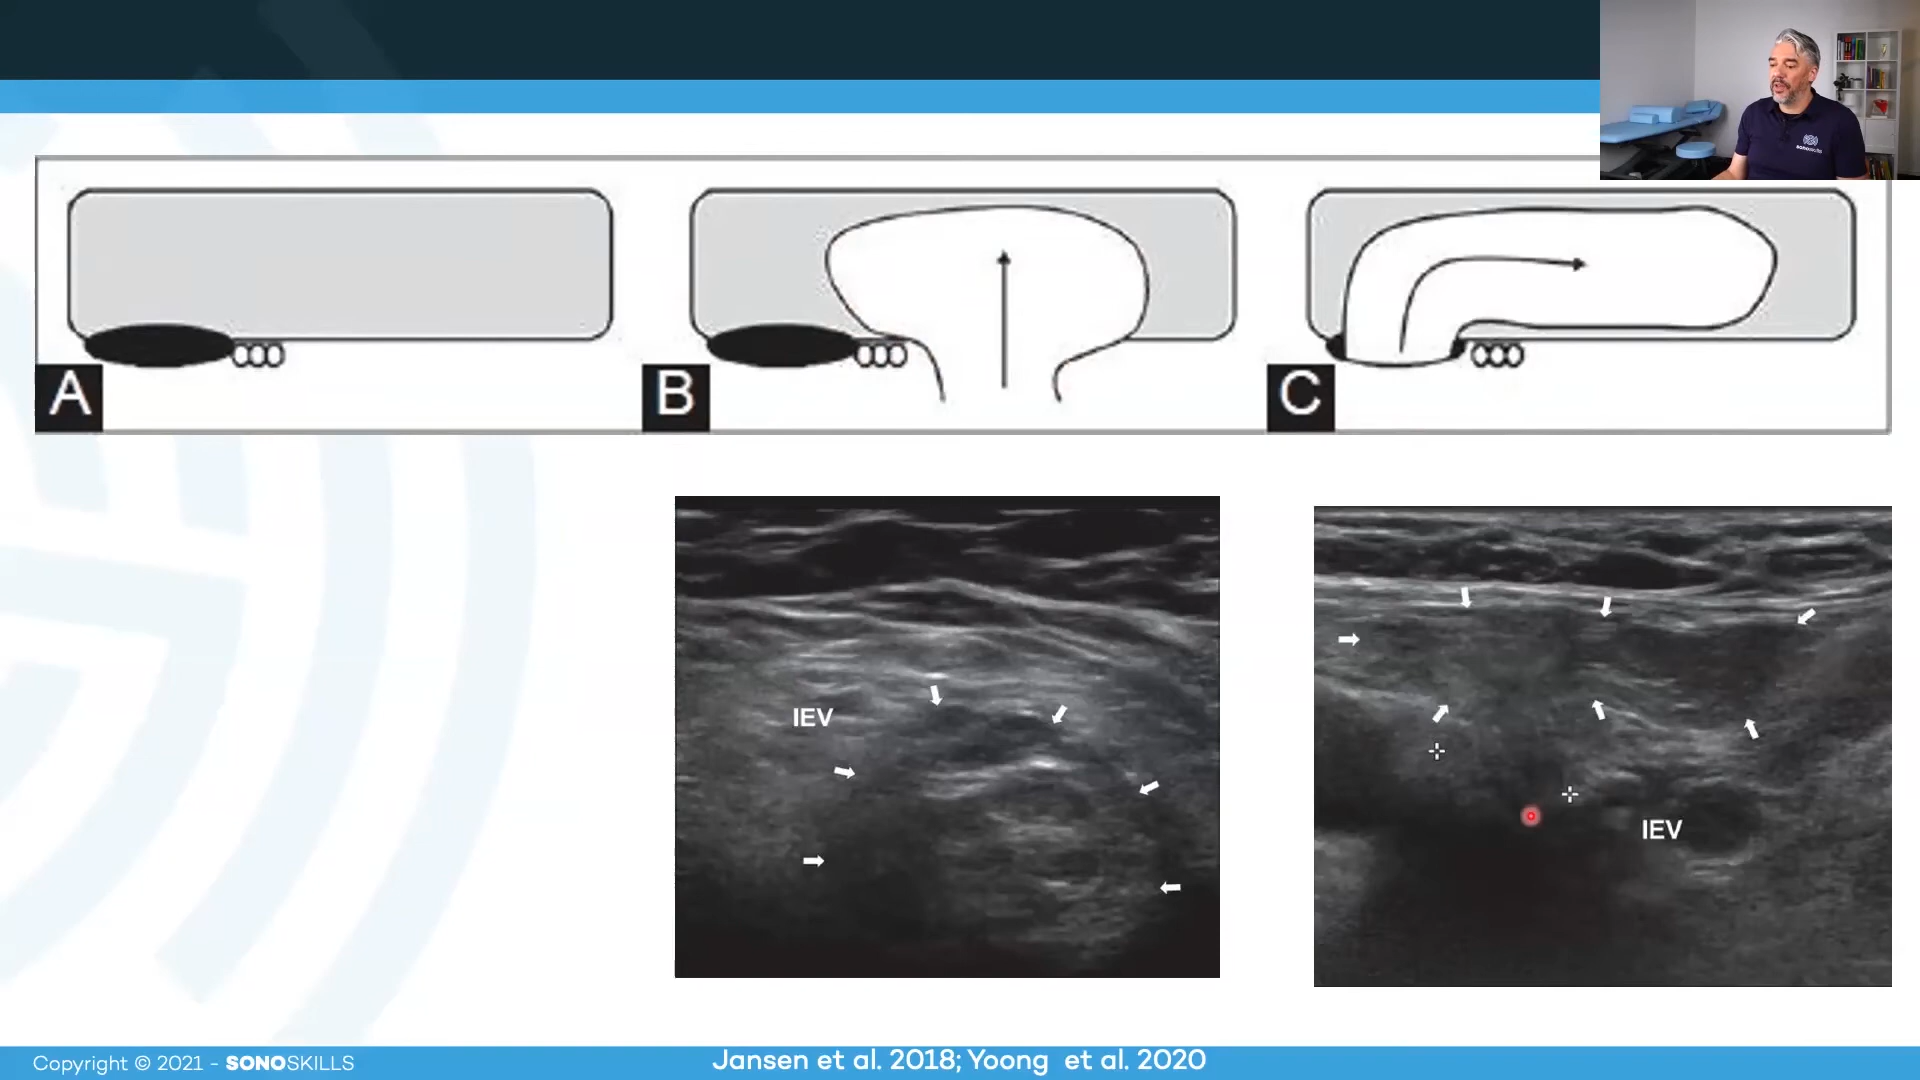 A
B
C
IEV
IEV
Copyright © 2021 - SONOSKILLS
Jansen et al. 2018; Yoong et al. 2020